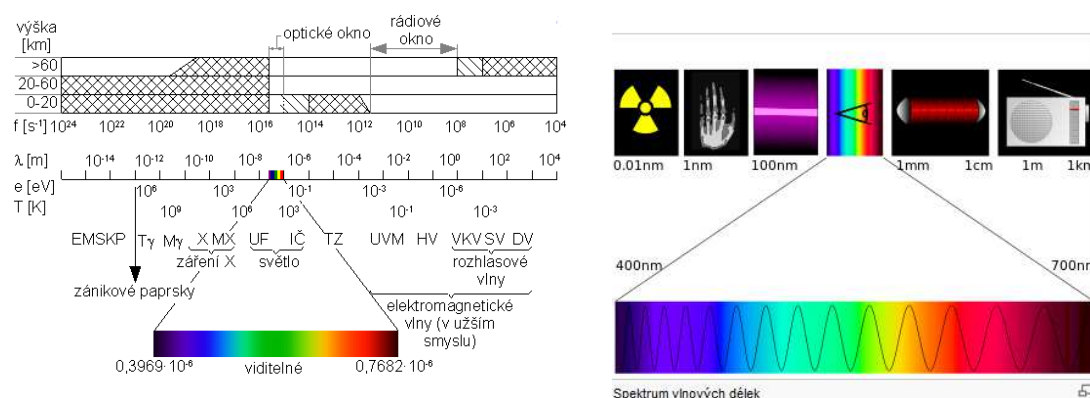 výška
[km]
optické okno
rádiové
okno
>60
20-60
0-20
f [s⁻¹] 10²⁴ 10²² 10²⁰ 10¹⁸ 10¹⁶ 10¹⁴ 10¹² 10¹⁰ 10⁸ 10⁶ 10⁴
λ [m] 10⁻¹⁴ 10⁻¹² 10⁻¹⁰ 10⁻⁸ 10⁻⁶ 10⁻⁴ 10⁻² 10⁰ 10² 10⁴
e [eV] 10⁶ 10³ 10⁻¹ 10⁻³ 10⁻⁶
T [K] 10⁹ 10⁶ 10³ 10⁻¹ 10⁻³
EMSKP Tγ Mγ X MX UF IČ TZ UVM HV VKV SV DV
záření X světlo rozhlasové
vlny
zánikové paprsky
elektromagnetické
vlny (v užším
smyslu)
0,3969·10⁻⁶ viditelné 0,7682·10⁻⁶
0.01nm 1nm 100nm 1mm 1cm 1m 1km
400nm 700nm
Spektrum vlnových délek